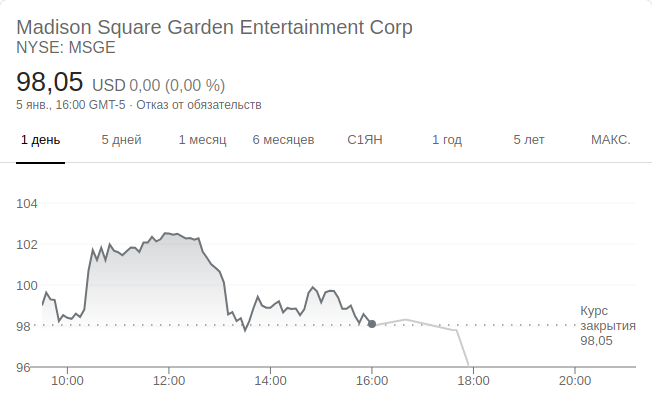 Madison Square Garden Entertainment Corp
NYSE: MSGE
98,05 USD 0,00 (0,00 %)
5 янв., 16:00 GMT-5 · Отказ от обязательств
1 день 5 дней 1 месяц 6 месяцев С1ЯН 1 год 5 лет МАКС.
104
102
100
98
96
Курс
закрытия
98,05
10:00 12:00 14:00 16:00 18:00 20:00